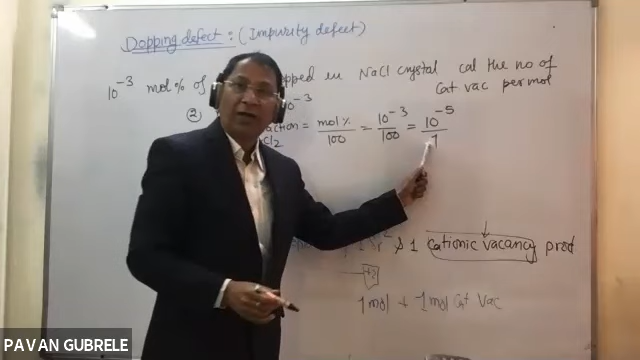 Dopping defect: (Impurity defect)
10⁻³ mol% of dopped in NaCl crystal cal the no of
Cat vac per mol
② 10⁻³
= mol% / 100 = 10⁻³ / 100 = 10⁻⁵ / 1
Cl₂
1 cationic vacancy prod
+2
1 mol + 1 mol Cat Vac
PAVAN GUBRELE